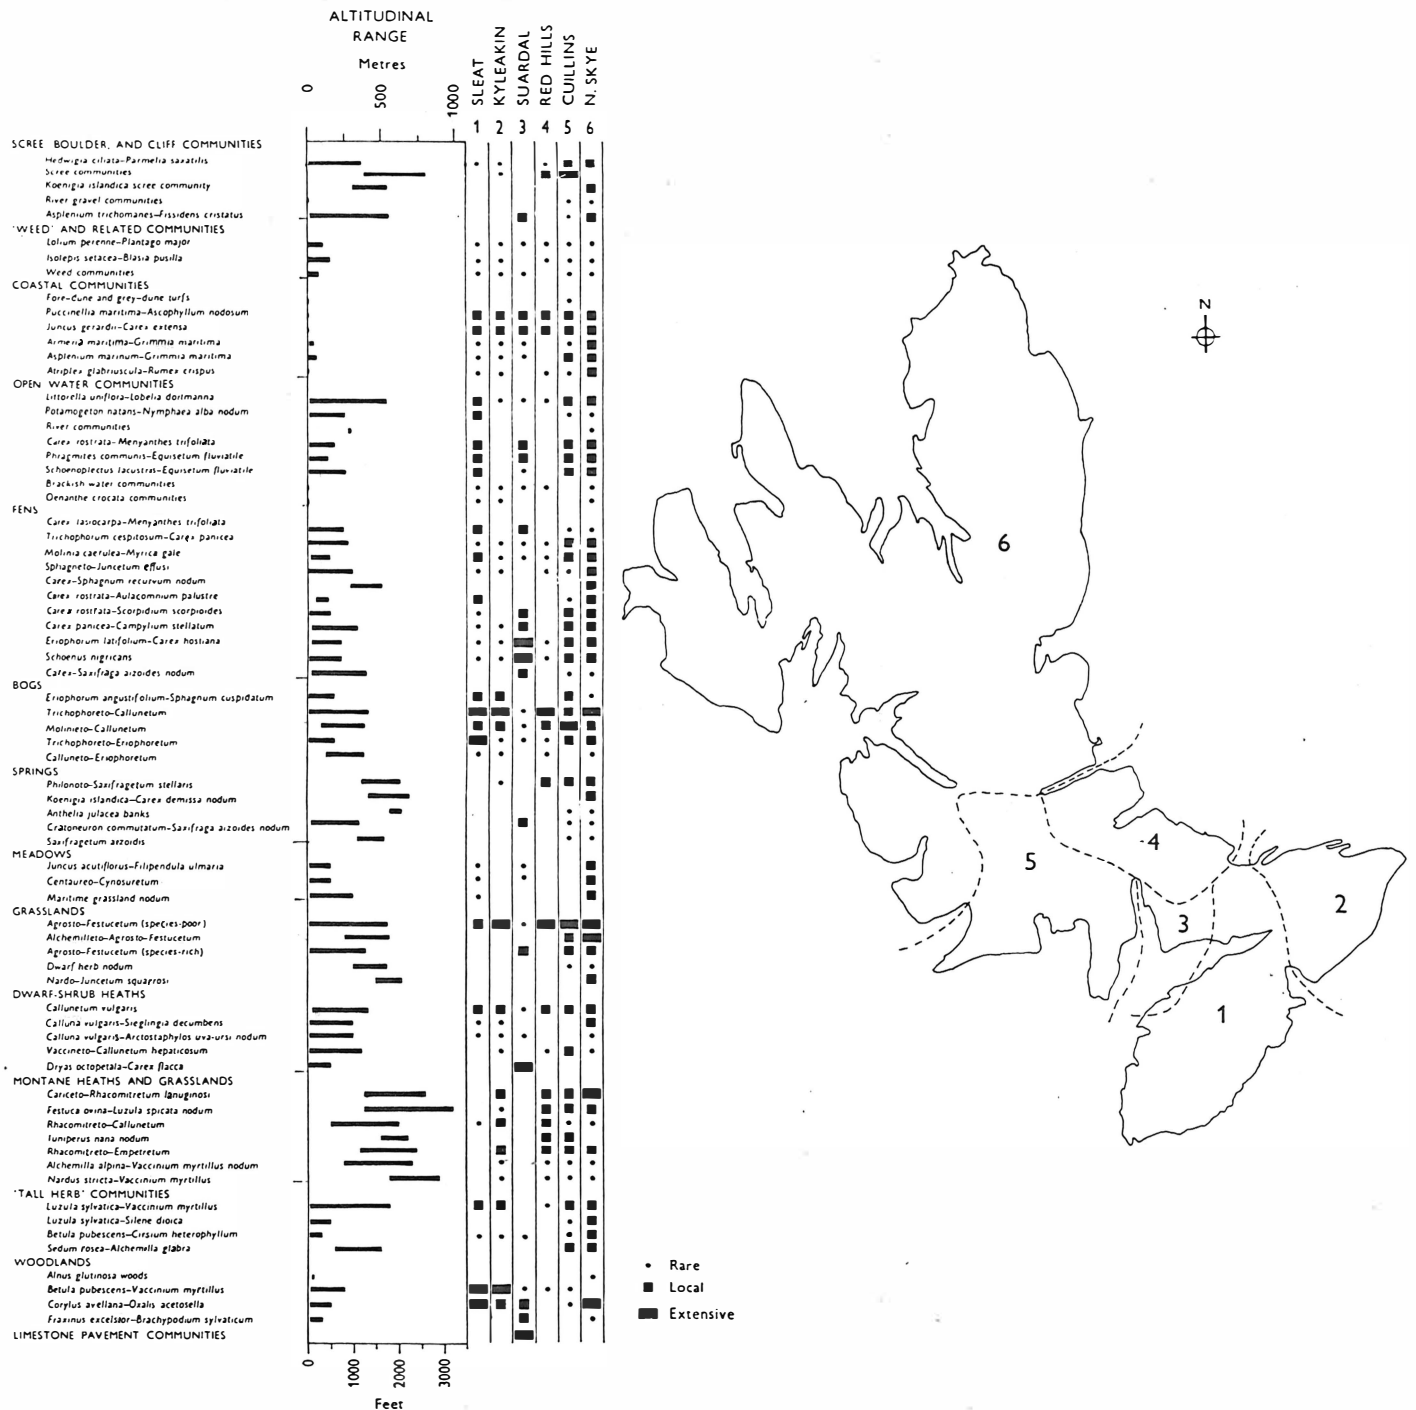 ALTITUDINAL
RANGE
Metres
0 500 1000
SLEAT
KYLEAKIN
SUARDAL
RED HILLS
CUILLINS
N. SKYE
1 2 3 4 5 6
SCREE BOULDER, AND CLIFF COMMUNITIES
Hedwigia ciliata–Parmelia saxatilis
Scree communities
Koenigia islandica scree community
River gravel communities
Asplenium trichomanes–Fissidens cristatus
'WEED' AND RELATED COMMUNITIES
Lolium perenne–Plantago major
Isolepis setacea–Blasia pusilla
Weed communities
COASTAL COMMUNITIES
Fore-dune and grey-dune turfs
Puccinellia maritima–Ascophyllum nodosum
Juncus gerardii–Carex extensa
Armeria maritima–Grimmia maritima
Asplenium marinum–Grimmia maritima
Atriplex glabriuscula–Rumex crispus
OPEN WATER COMMUNITIES
Littorella uniflora–Lobelia dortmanna
Potamogeton natans–Nymphaea alba nodum
River communities
Carex rostrata–Menyanthes trifoliata
Phragmites communis–Equisetum fluviatile
Schoenoplectus lacustris–Equisetum fluviatile
Brackish water communities
Oenanthe crocata communities
FENS
Carex lasiocarpa–Menyanthes trifoliata
Trichophorum cespitosum–Carex panicea
Molinia caerulea–Myrica gale
Sphagneto–Juncetum effusi
Carex–Sphagnum recurvum nodum
Carex rostrata–Aulacomnium palustre
Carex rostrata–Scorpidium scorpioides
Carex panicea–Campylium stellatum
Eriophorum latifolium–Carex hostiana
Schoenus nigricans
Carex–Saxifraga aizoides nodum
BOGS
Eriophorum angustifolium–Sphagnum cuspidatum
Trichophoreto–Callunetum
Molinieto–Callunetum
Trichophoreto–Eriophoretum
Calluneto–Eriophoretum
SPRINGS
Philonoto–Saxifragetum stellaris
Koenigia islandica–Carex demissa nodum
Anthelia julacea banks
Cratoneuron commutatum–Saxifraga aizoides nodum
Saxifragetum aizoidis
MEADOWS
Juncus acutiflorus–Filipendula ulmaria
Centaureo–Cynosuretum
Maritime grassland nodum
GRASSLANDS
Agrosto–Festucetum (species-poor)
Alchemilleto–Agrosto–Festucetum
Agrosto–Festucetum (species-rich)
Dwarf herb nodum
Nardo–Juncetum squarrosi
DWARF-SHRUB HEATHS
Callunetum vulgaris
Calluna vulgaris–Sieglingia decumbens
Calluna vulgaris–Arctostaphylos uva-ursi nodum
Vaccineto–Callunetum hepaticosum
Dryas octopetala–Carex flacca
MONTANE HEATHS AND GRASSLANDS
Cariceto–Rhacomitretum lanuginosi
Festuca ovina–Luzula spicata nodum
Rhacomitreto–Callunetum
Juniperus nana nodum
Rhacomitreto–Empetretum
Alchemilla alpina–Vaccinium myrtillus nodum
Nardus stricta–Vaccinium myrtillus
'TALL HERB' COMMUNITIES
Luzula sylvatica–Vaccinium myrtillus
Luzula sylvatica–Silene dioica
Betula pubescens–Cirsium heterophyllum
Sedum rosea–Alchemilla glabra
WOODLANDS
Alnus glutinosa woods
Betula pubescens–Vaccinium myrtillus
Corylus avellana–Oxalis acetosella
Fraxinus excelsior–Brachypodium sylvaticum
LIMESTONE PAVEMENT COMMUNITIES
0 1000 2000 3000
Feet
Rare
Local
Extensive
N
6
4
5
2
3
1